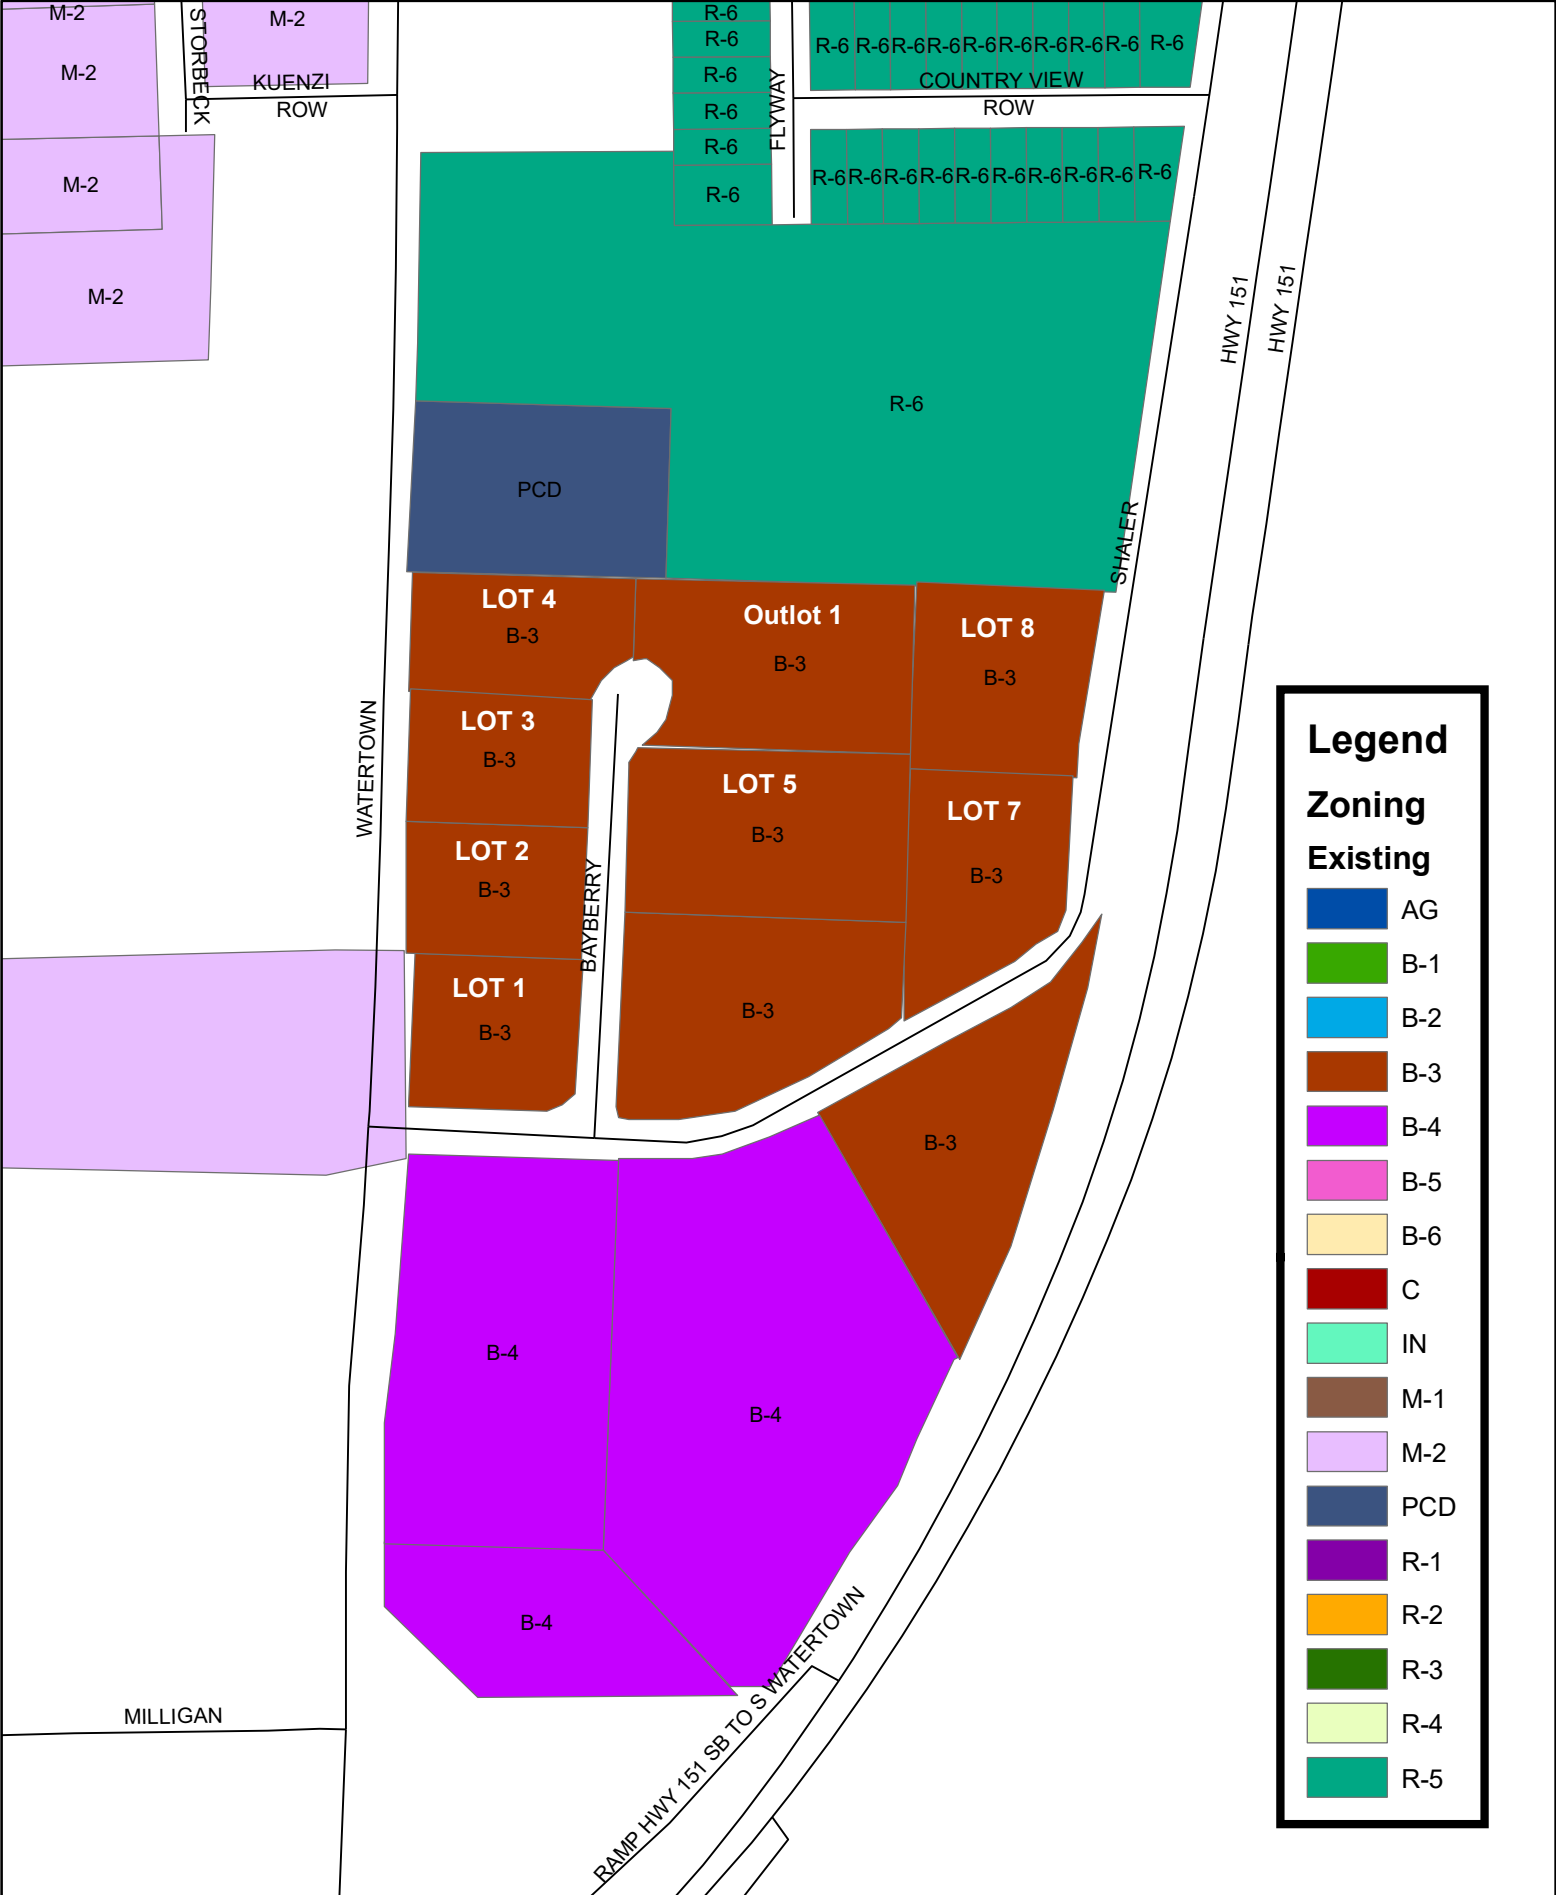 M-2
M-2
M-2
STORBECK
KUENZI
ROW
M-2
M-2
R-6
R-6
R-6
R-6
R-6
R-6
FLYWAY
R-6 R-6 R-6 R-6 R-6 R-6 R-6 R-6 R-6 R-6
COUNTRY VIEW
ROW
R-6 R-6 R-6 R-6 R-6 R-6 R-6 R-6 R-6 R-6
HWY 151
HWY 151
R-6
PCD
SHALER
LOT 4
B-3
Outlot 1
B-3
LOT 8
B-3
WATERTOWN
LOT 3
B-3
LOT 5
B-3
LOT 7
B-3
LOT 2
B-3
BAYBERRY
LOT 1
B-3
B-3
B-3
B-4
B-4
B-4
MILLIGAN
RAMP HWY 151 SB TO S WATERTOWN
Legend
Zoning
Existing
AG
B-1
B-2
B-3
B-4
B-5
B-6
C
IN
M-1
M-2
PCD
R-1
R-2
R-3
R-4
R-5